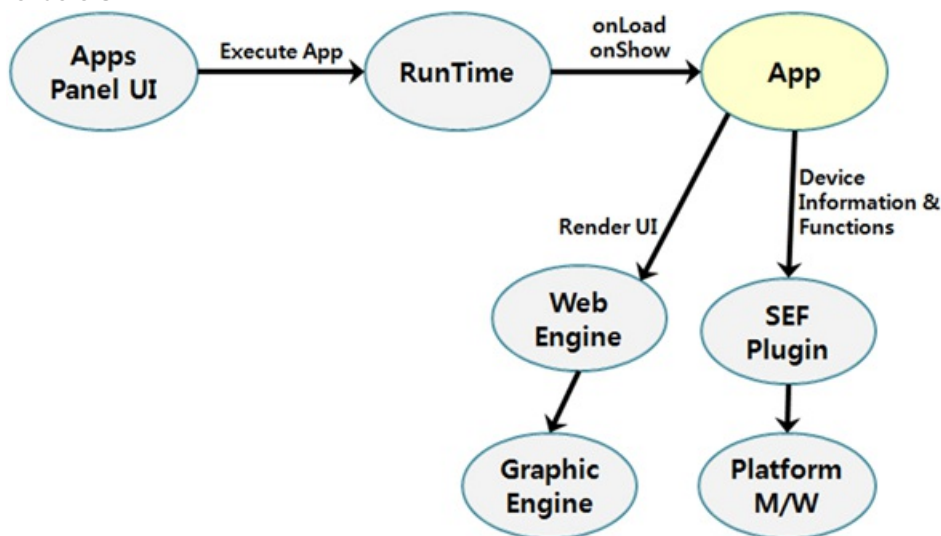 Apps
Panel UI
Execute App
RunTime
onLoad
onShow
App
Render UI
Device
Information &
Functions
Web
Engine
SEF
Plugin
Graphic
Engine
Platform
M/W